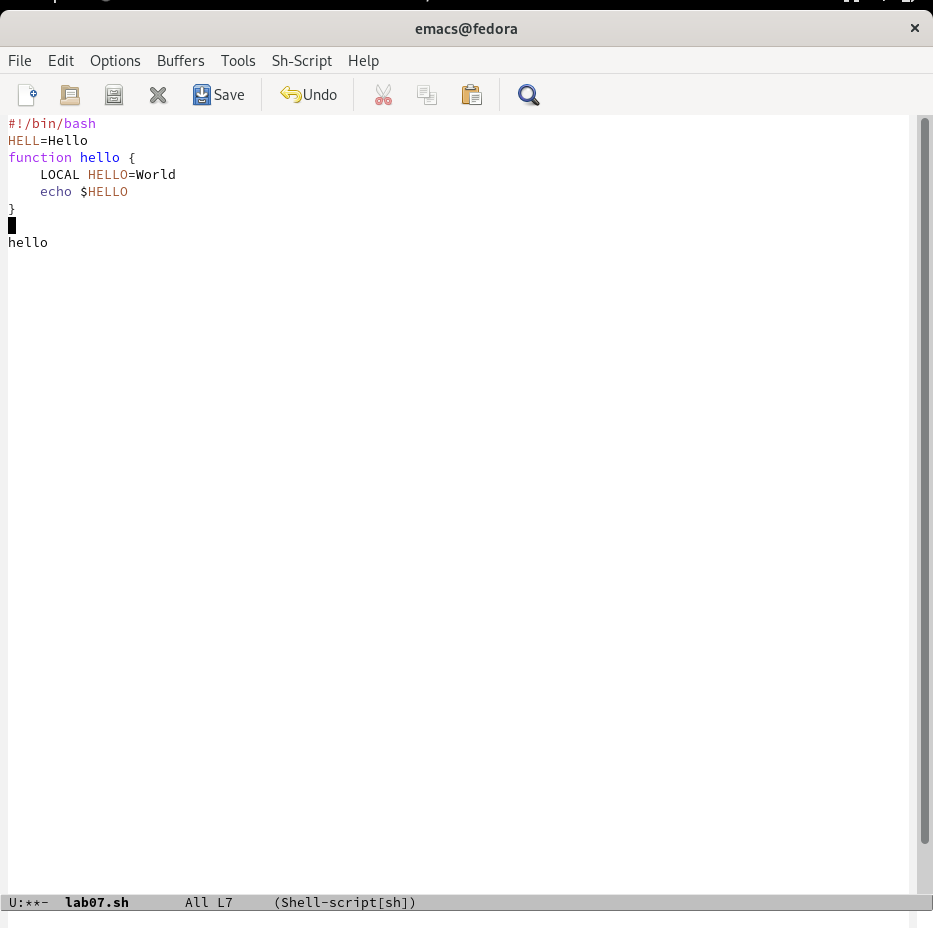 emacs@fedora ×
File Edit Options Buffers Tools Sh-Script Help
Save Undo
#!/bin/bash
HELL=Hello
function hello {
    LOCAL HELLO=World
    echo $HELLO
}
hello
U:**- lab07.sh All L7 (Shell-script[sh])